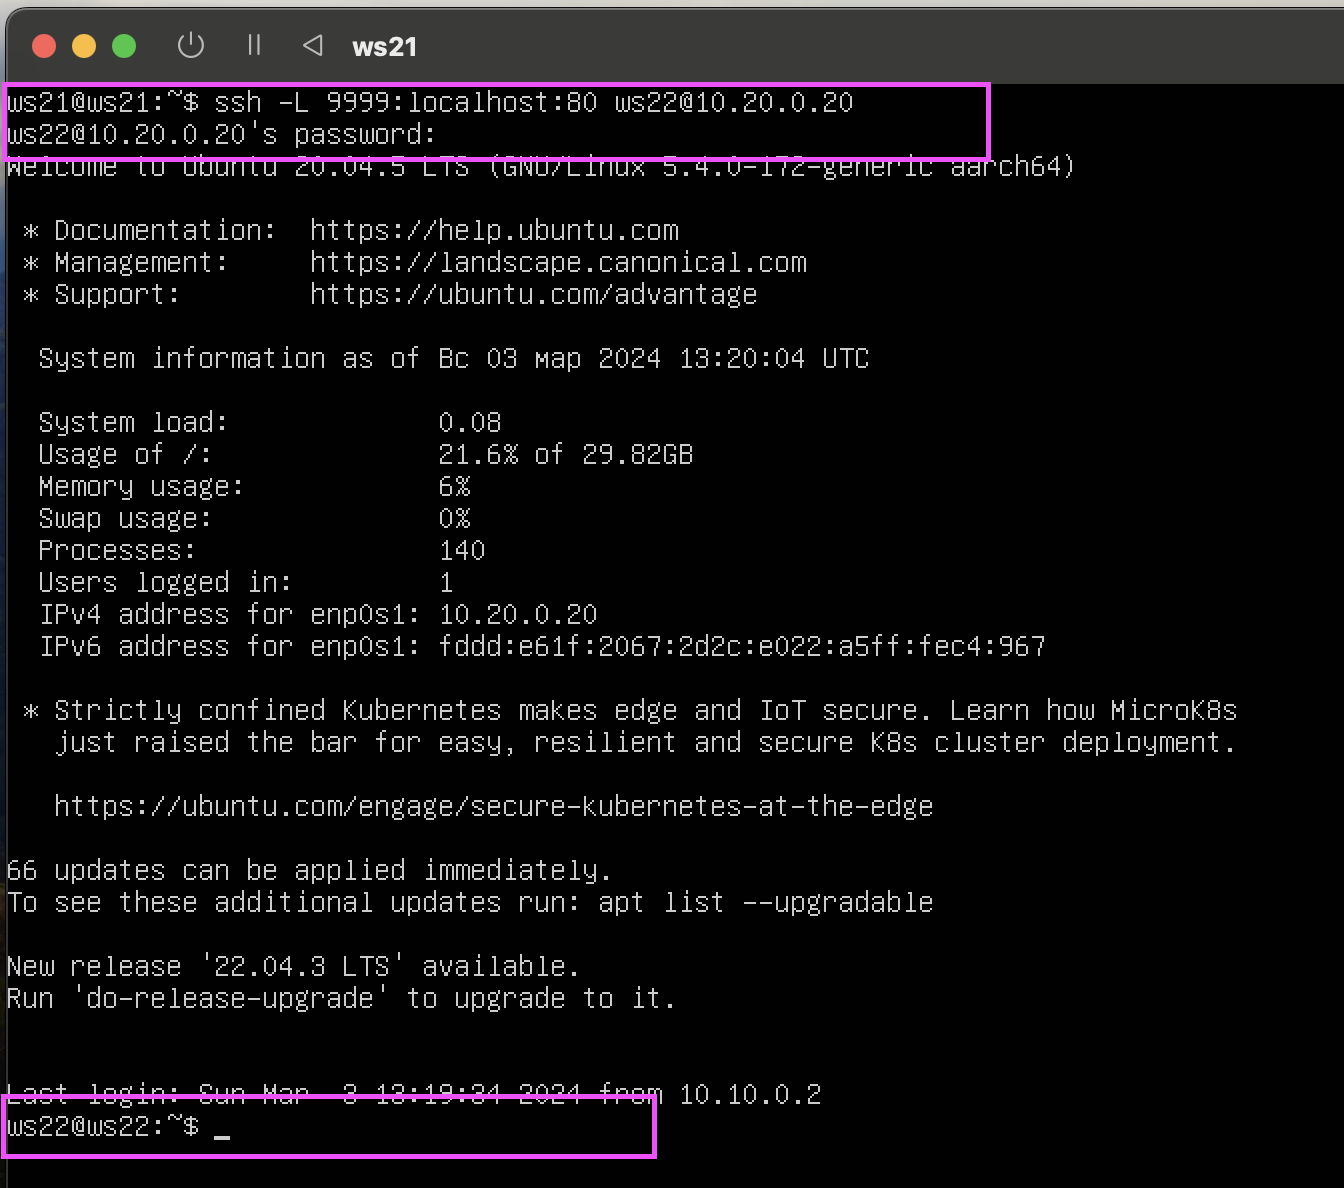 ws21
ws21@ws21:~$ ssh -L 9999:localhost:80 ws22@10.20.0.20
ws22@10.20.0.20's password:
Welcome to Ubuntu 20.04.5 LTS (GNU/Linux 5.4.0-172-generic aarch64)
* Documentation:  https://help.ubuntu.com
* Management:     https://landscape.canonical.com
* Support:        https://ubuntu.com/advantage
System information as of Вс 03 мар 2024 13:20:04 UTC
System load:              0.08
Usage of /:               21.6% of 29.82GB
Memory usage:             6%
Swap usage:               0%
Processes:                140
Users logged in:          1
IPv4 address for enp0s1: 10.20.0.20
IPv6 address for enp0s1: fddd:e61f:2067:2d2c:e022:a5ff:fec4:967
* Strictly confined Kubernetes makes edge and IoT secure. Learn how MicroK8s
just raised the bar for easy, resilient and secure K8s cluster deployment.
https://ubuntu.com/engage/secure-kubernetes-at-the-edge
66 updates can be applied immediately.
To see these additional updates run: apt list --upgradable
New release '22.04.3 LTS' available.
Run 'do-release-upgrade' to upgrade to it.
Last login: Sun Mar  3 13:19:34 2024 from 10.10.0.2
ws22@ws22:~$ _